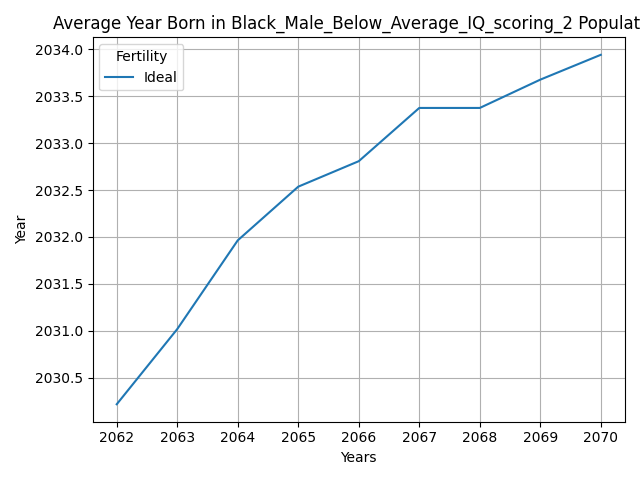 Average Year Born in Black_Male_Below_Average_IQ_scoring_2 Populat
Fertility
Ideal
2034.0
2033.5
2033.0
2032.5
2032.0
2031.5
2031.0
2030.5
Year
2062 2063 2064 2065 2066 2067 2068 2069 2070
Years